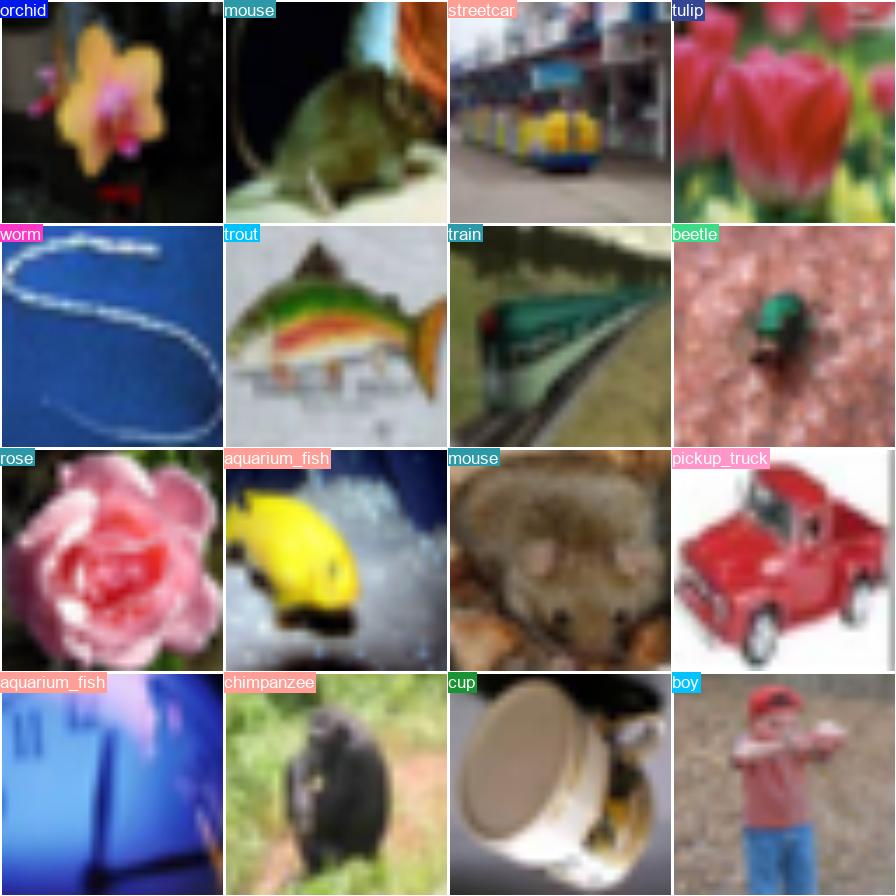 orchid
mouse
streetcar
tulip
worm
trout
train
beetle
rose
aquarium_fish
mouse
pickup_truck
aquarium_fish
chimpanzee
cup
boy